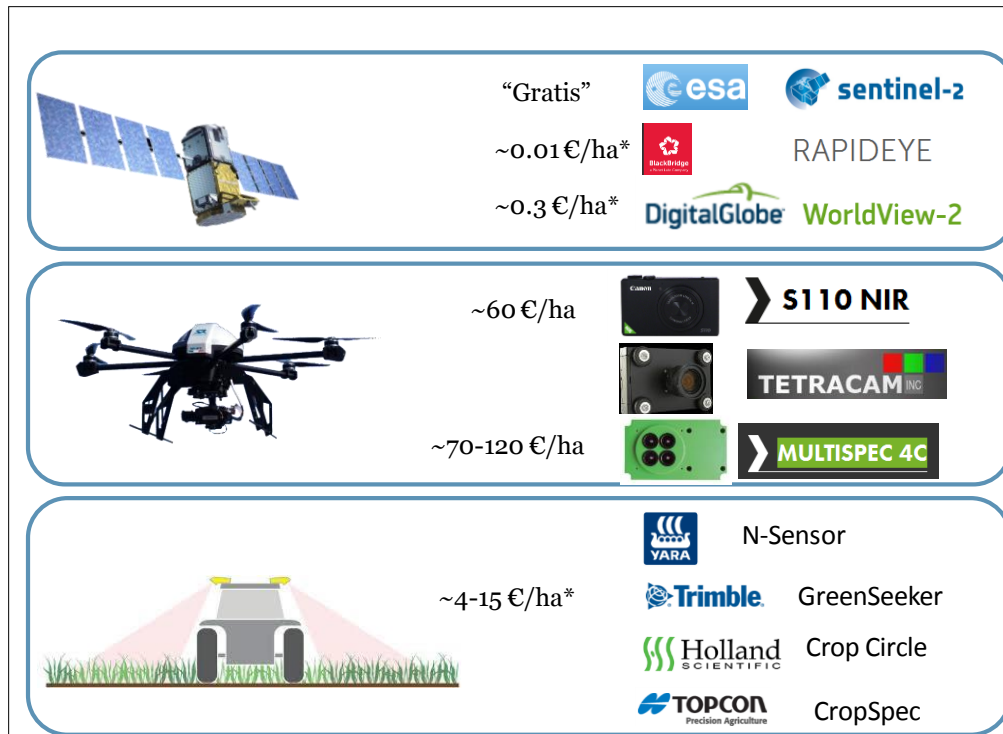 “Gratis” esa sentinel-2
~0.01 €/ha* BlackBridge RAPIDEYE
~0.3 €/ha* DigitalGlobe WorldView-2
~60 €/ha Canon S110 NIR
TETRACAM INC
~70-120 €/ha MULTISPEC 4C
YARA N-Sensor
~4-15 €/ha* Trimble. GreenSeeker
Holland Crop Circle
SCIENTIFIC
TOPCON CropSpec
Precision Agriculture